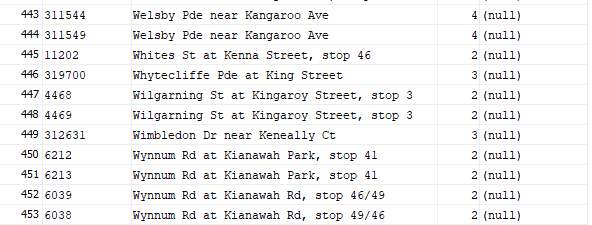 443 311544 Welsby Pde near Kangaroo Ave 4 (null)
444 311549 Welsby Pde near Kangaroo Ave 4 (null)
445 11202 Whites St at Kenna Street, stop 46 2 (null)
446 319700 Whytecliffe Pde at King Street 3 (null)
447 4468 Wilgarning St at Kingaroy Street, stop 3 2 (null)
448 4469 Wilgarning St at Kingaroy Street, stop 3 2 (null)
449 312631 Wimbledon Dr near Keneally Ct 3 (null)
450 6212 Wynnum Rd at Kianawah Park, stop 41 2 (null)
451 6213 Wynnum Rd at Kianawah Park, stop 41 2 (null)
452 6039 Wynnum Rd at Kianawah Rd, stop 46/49 2 (null)
453 6038 Wynnum Rd at Kianawah Rd, stop 49/46 2 (null)